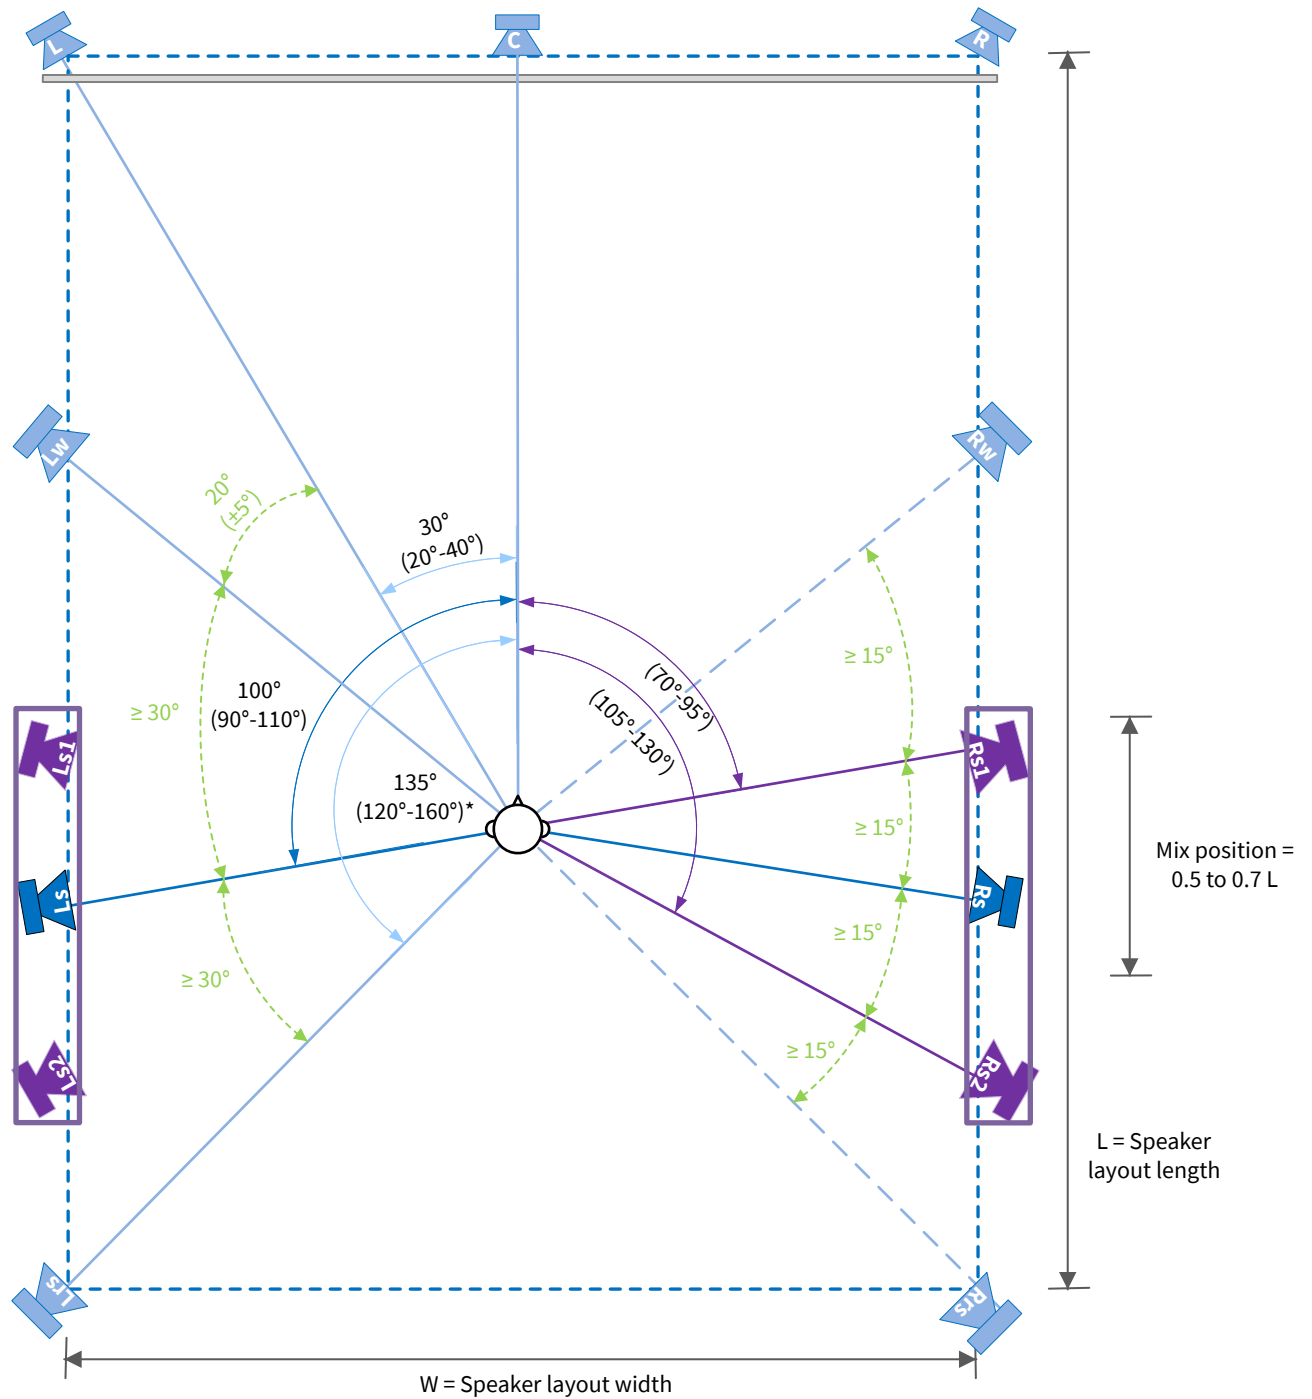 L
C
R
Lw
Rw
20°
(±5°)
30°
(20°-40°)
≥ 15°
(70°-95°)
(105°-130°)
100°
(90°-110°)
≥ 30°
Ls1
Rs1
135°
(120°-160°)*
≥ 15°
Mix position =
0.5 to 0.7 L
Ls
Rs
≥ 15°
≥ 30°
≥ 15°
Ls2
Rs2
L = Speaker
layout length
Lrs
Rrs
W = Speaker layout width